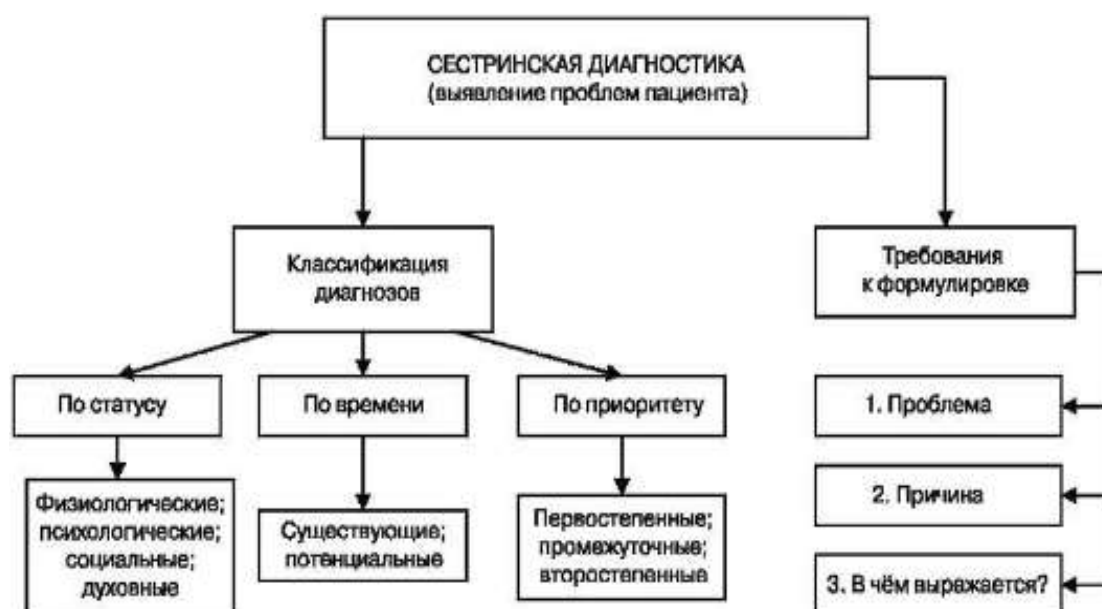 СЕСТРИНСКАЯ ДИАГНОСТИКА
(выявление проблем пациента)
Классификация
диагнозов
Требования
к формулировке
По статусу
По времени
По приоритету
1. Проблема
Физиологические;
психологические;
социальные;
духовные
Существующие;
потенциальные
Первостепенные;
промежуточные;
второстепенные
2. Причина
3. В чём выражается?